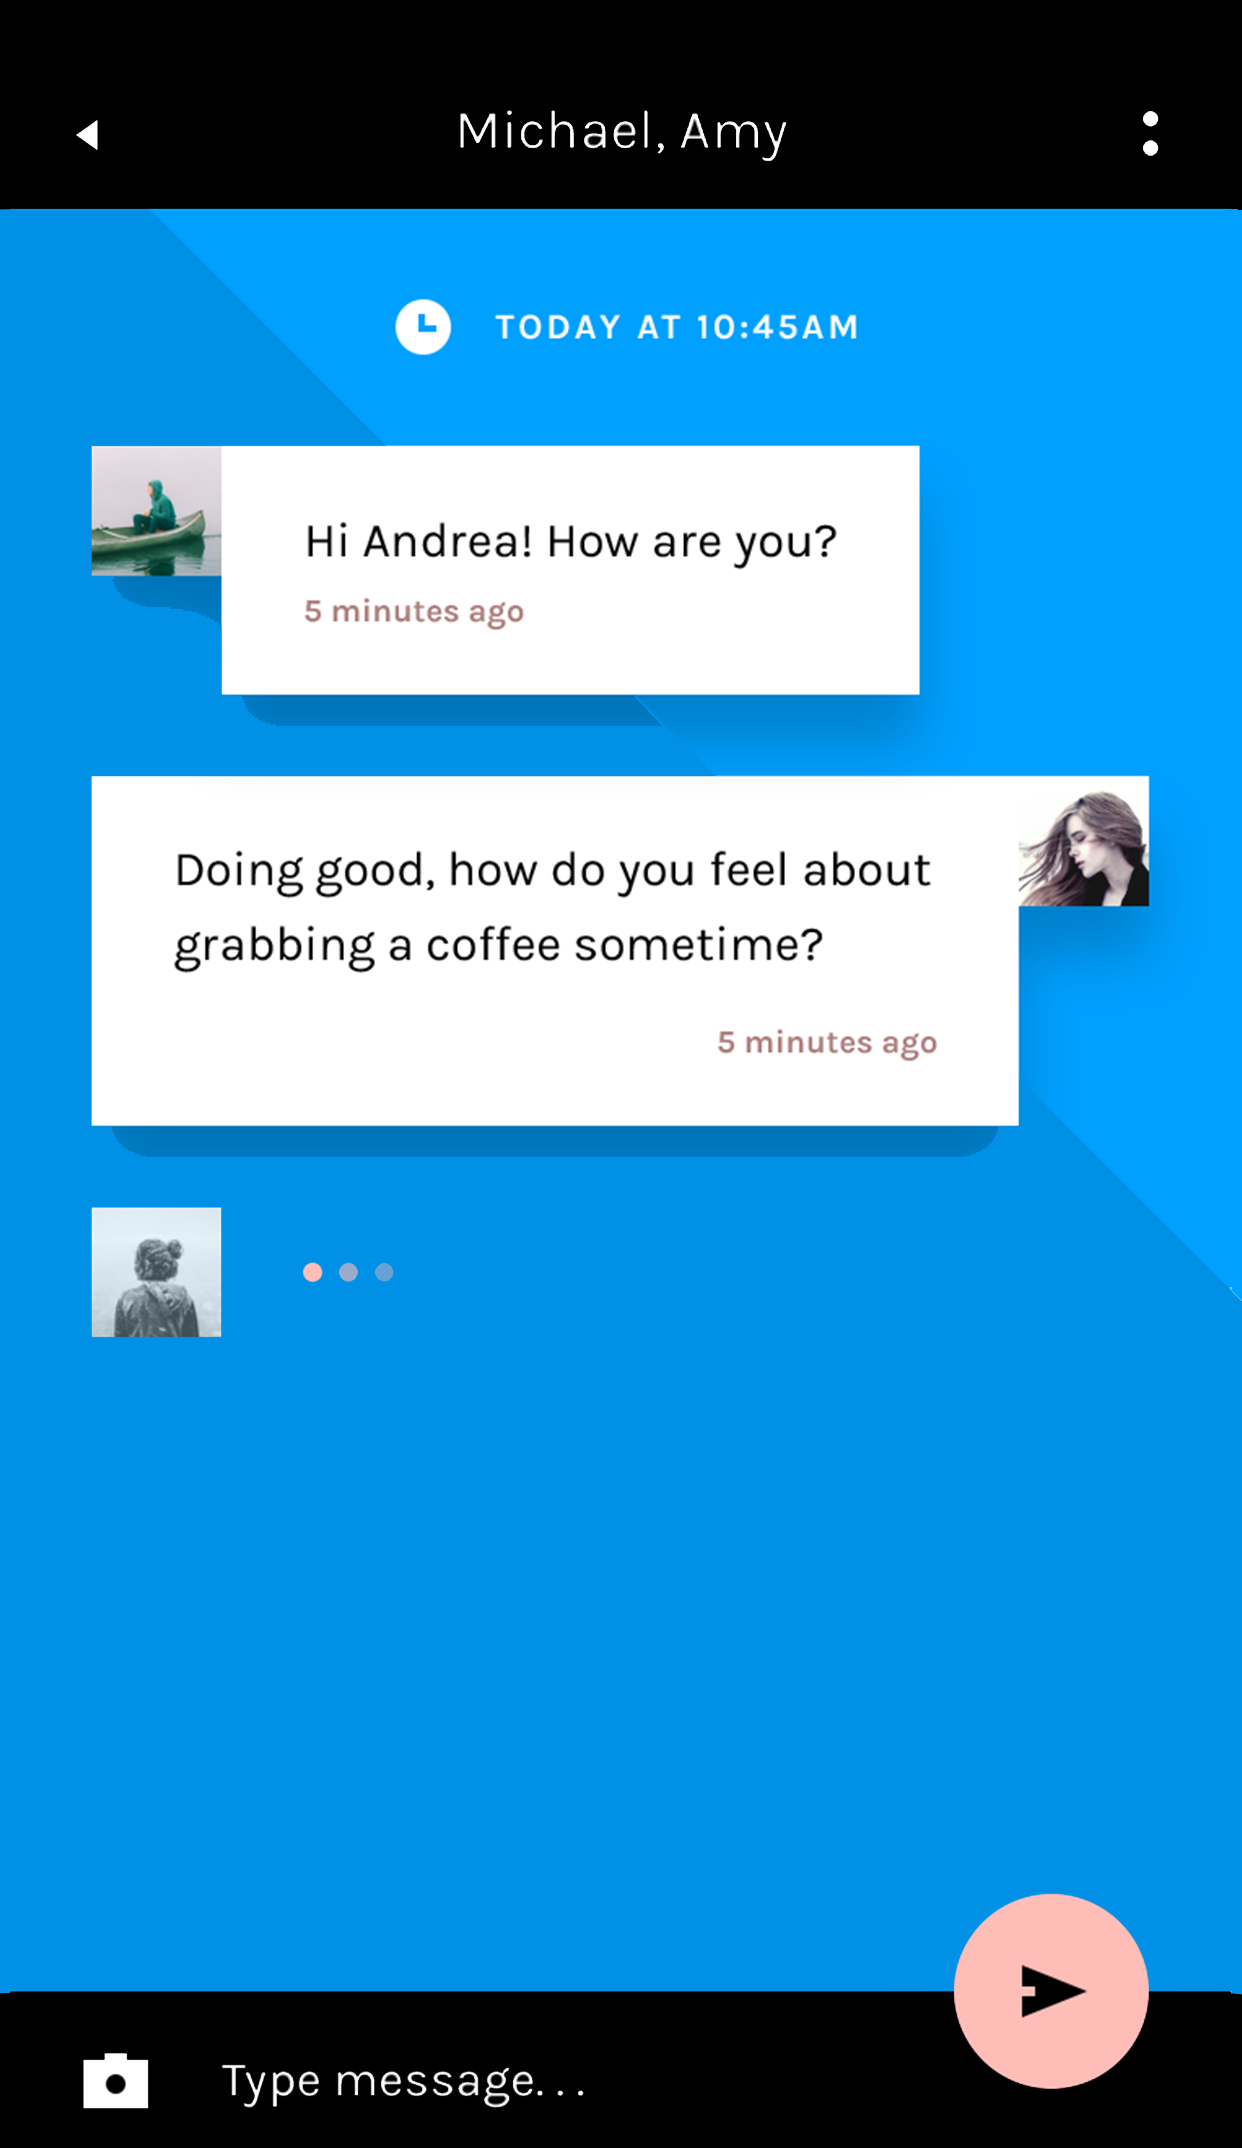 Michael, Amy
TODAY AT 10:45AM
Hi Andrea! How are you?
5 minutes ago
Doing good, how do you feel about
grabbing a coffee sometime?
5 minutes ago
Type message...